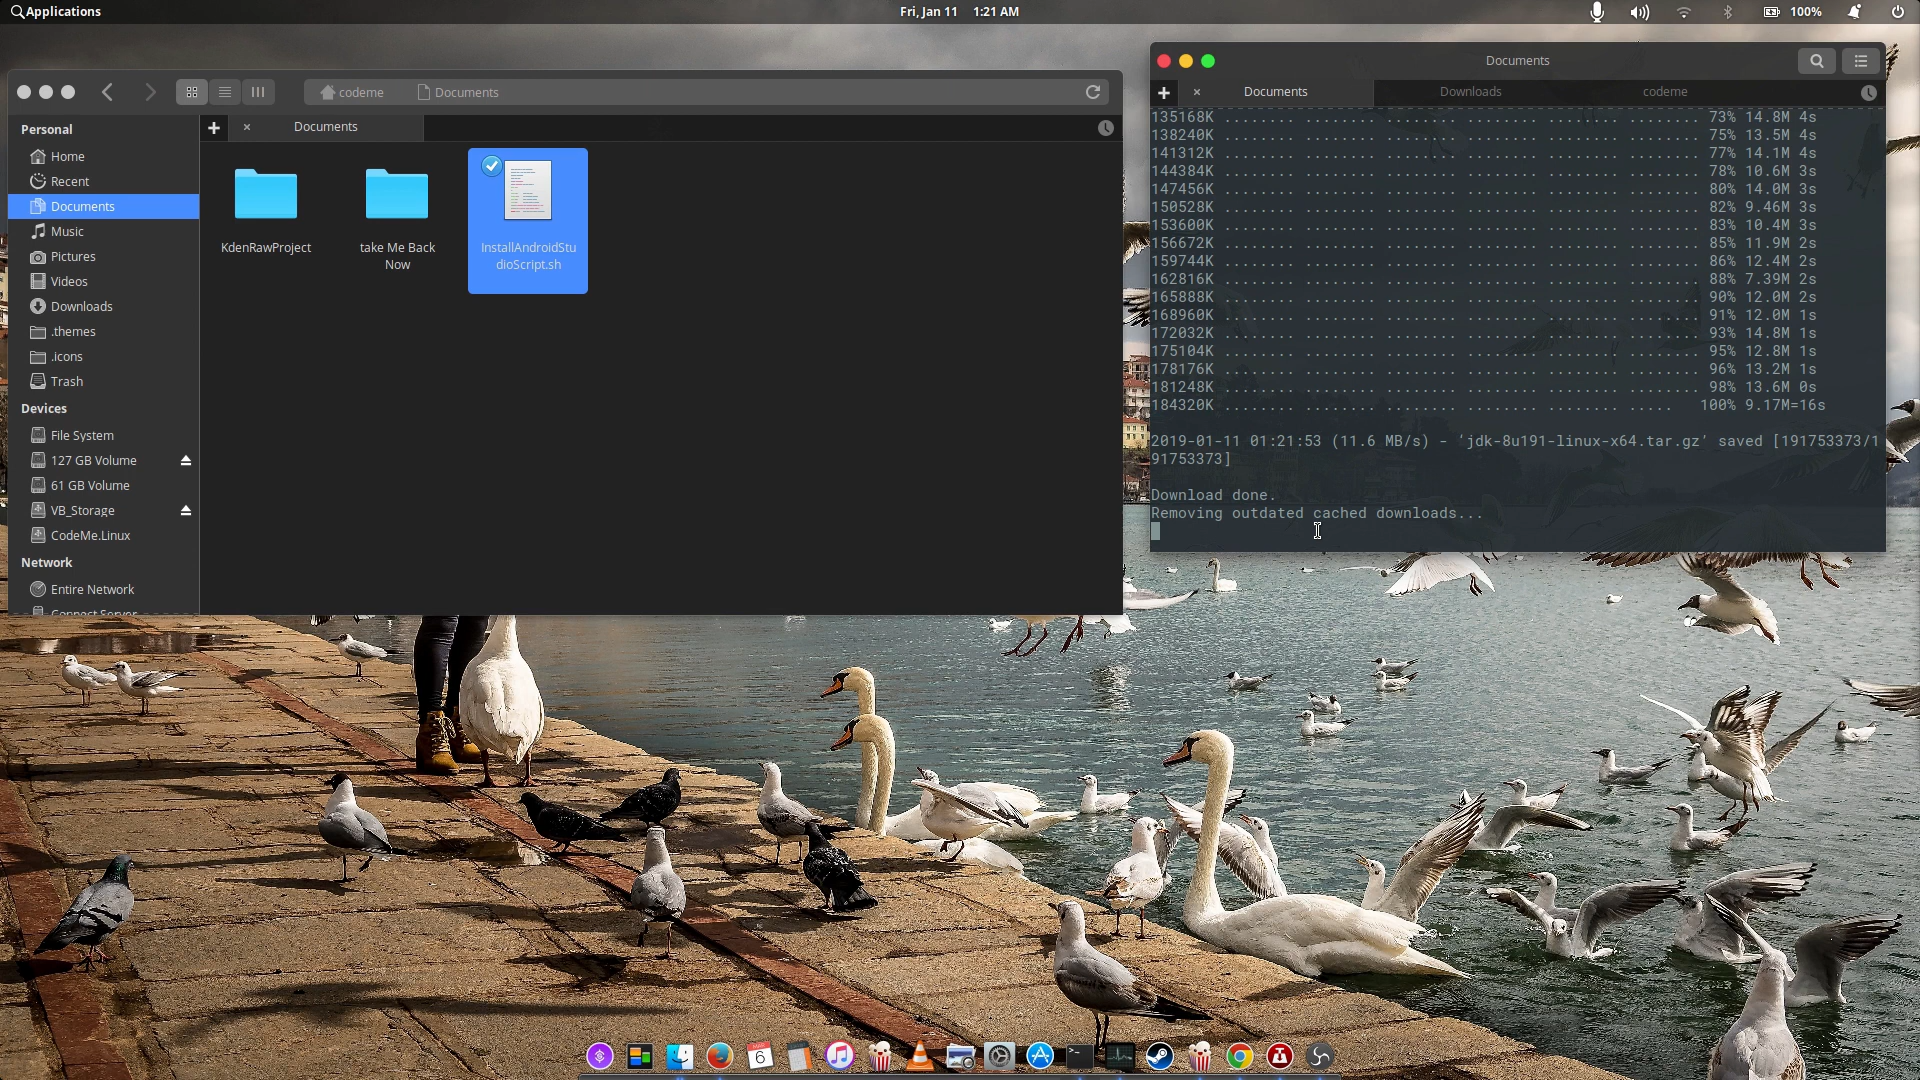 Applications
Fri, Jan 11 1:21 AM
100%
codeme Documents
Documents
Personal
Home
Recent
Documents
Music
Pictures
Videos
Downloads
.themes
.icons
Trash
Devices
File System
127 GB Volume
61 GB Volume
VB_Storage
CodeMe.Linux
Network
Entire Network
Connect Server
KdenRawProject
take Me Back
Now
InstallAndroidStu
dioScript.sh
Documents
Documents Downloads codeme
135168K ........ ........ ........ ........ ........ ........ 73% 14.8M 4s
138240K ........ ........ ........ ........ ........ ........ 75% 13.5M 4s
141312K ........ ........ ........ ........ ........ ........ 77% 14.1M 4s
144384K ........ ........ ........ ........ ........ ........ 78% 10.6M 3s
147456K ........ ........ ........ ........ ........ ........ 80% 14.0M 3s
150528K ........ ........ ........ ........ ........ ........ 82% 9.46M 3s
153600K ........ ........ ........ ........ ........ ........ 83% 10.4M 3s
156672K ........ ........ ........ ........ ........ ........ 85% 11.9M 2s
159744K ........ ........ ........ ........ ........ ........ 86% 12.4M 2s
162816K ........ ........ ........ ........ ........ ........ 88% 7.39M 2s
165888K ........ ........ ........ ........ ........ ........ 90% 12.0M 2s
168960K ........ ........ ........ ........ ........ ........ 91% 12.0M 1s
172032K ........ ........ ........ ........ ........ ........ 93% 14.8M 1s
175104K ........ ........ ........ ........ ........ ........ 95% 12.8M 1s
178176K ........ ........ ........ ........ ........ ........ 96% 13.2M 1s
181248K ........ ........ ........ ........ ........ ........ 98% 13.6M 0s
184320K ........ ........ ........ ........ ........ ..... 100% 9.17M=16s
2019-01-11 01:21:53 (11.6 MB/s) - ‘jdk-8u191-linux-x64.tar.gz’ saved [191753373/1
91753373]
Download done.
Removing outdated cached downloads...
6